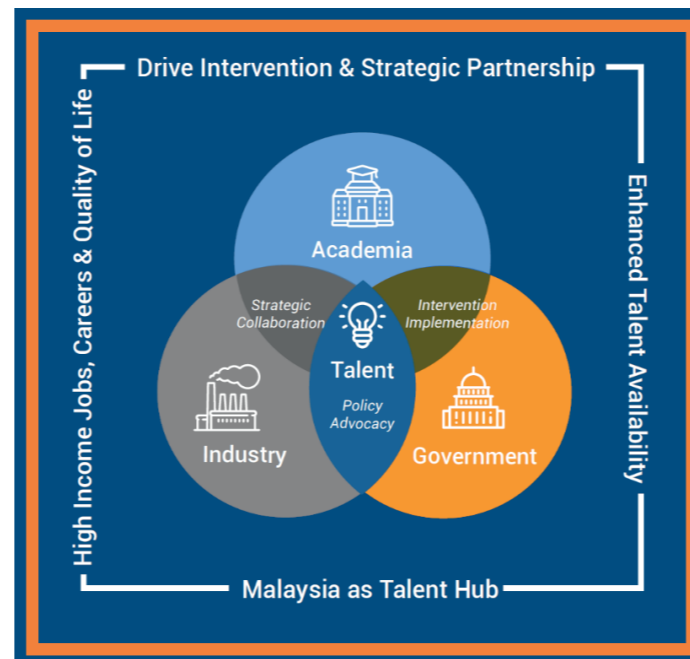 Drive Intervention & Strategic Partnership
High Income Jobs, Careers & Quality of Life
Enhanced Talent Availability
Academia
Strategic
Collaboration
Intervention
Implementation
Talent
Policy
Advocacy
Industry
Government
Malaysia as Talent Hub